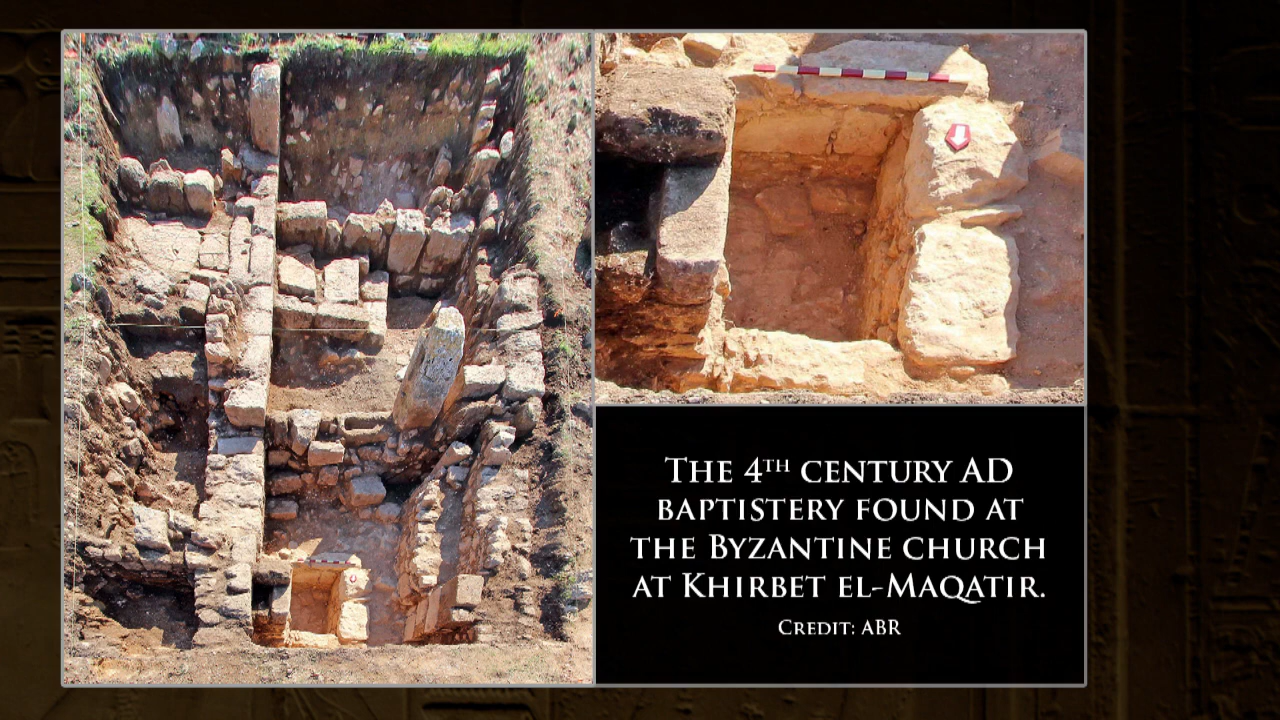 The 4th century AD
baptistery found at
the Byzantine church
at Khirbet el-Maqatir.
Credit: ABR